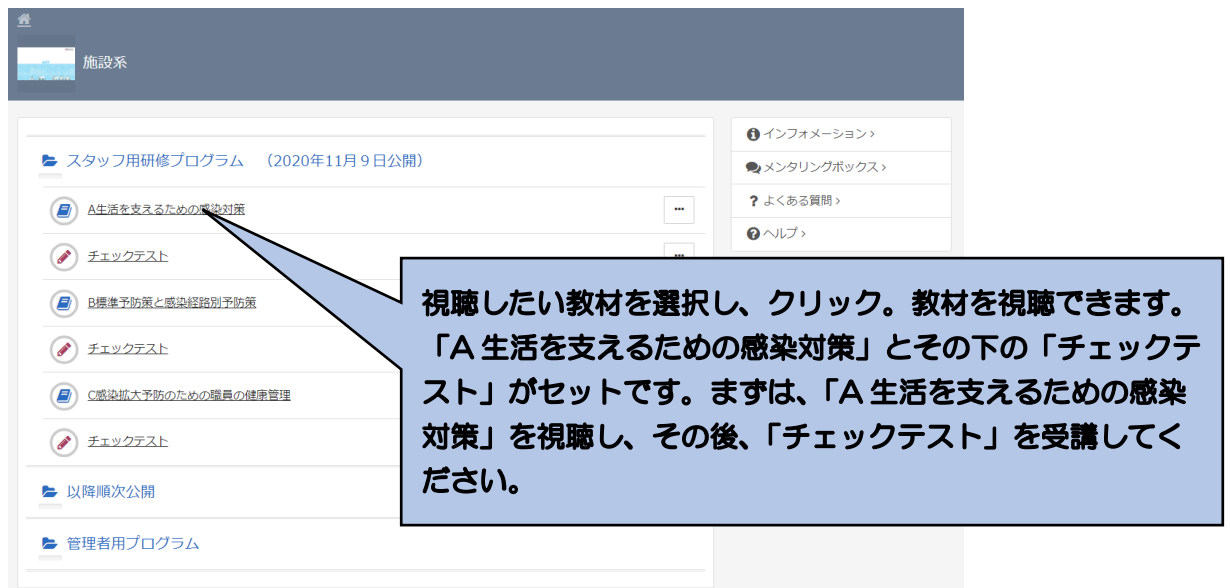 施設系
スタッフ用研修プログラム （2020年11月9日公開）
A生活を支えるための感染対策
チェックテスト
B標準予防策と感染経路別予防策
チェックテスト
C感染拡大予防のための職員の健康管理
チェックテスト
以降順次公開
管理者用プログラム
インフォメーション
メンタリングボックス
よくある質問
ヘルプ
視聴したい教材を選択し、クリック。教材を視聴できます。
「A 生活を支えるための感染対策」とその下の「チェックテ
スト」がセットです。まずは、「A 生活を支えるための感染
対策」を視聴し、その後、「チェックテスト」を受講してく
ださい。